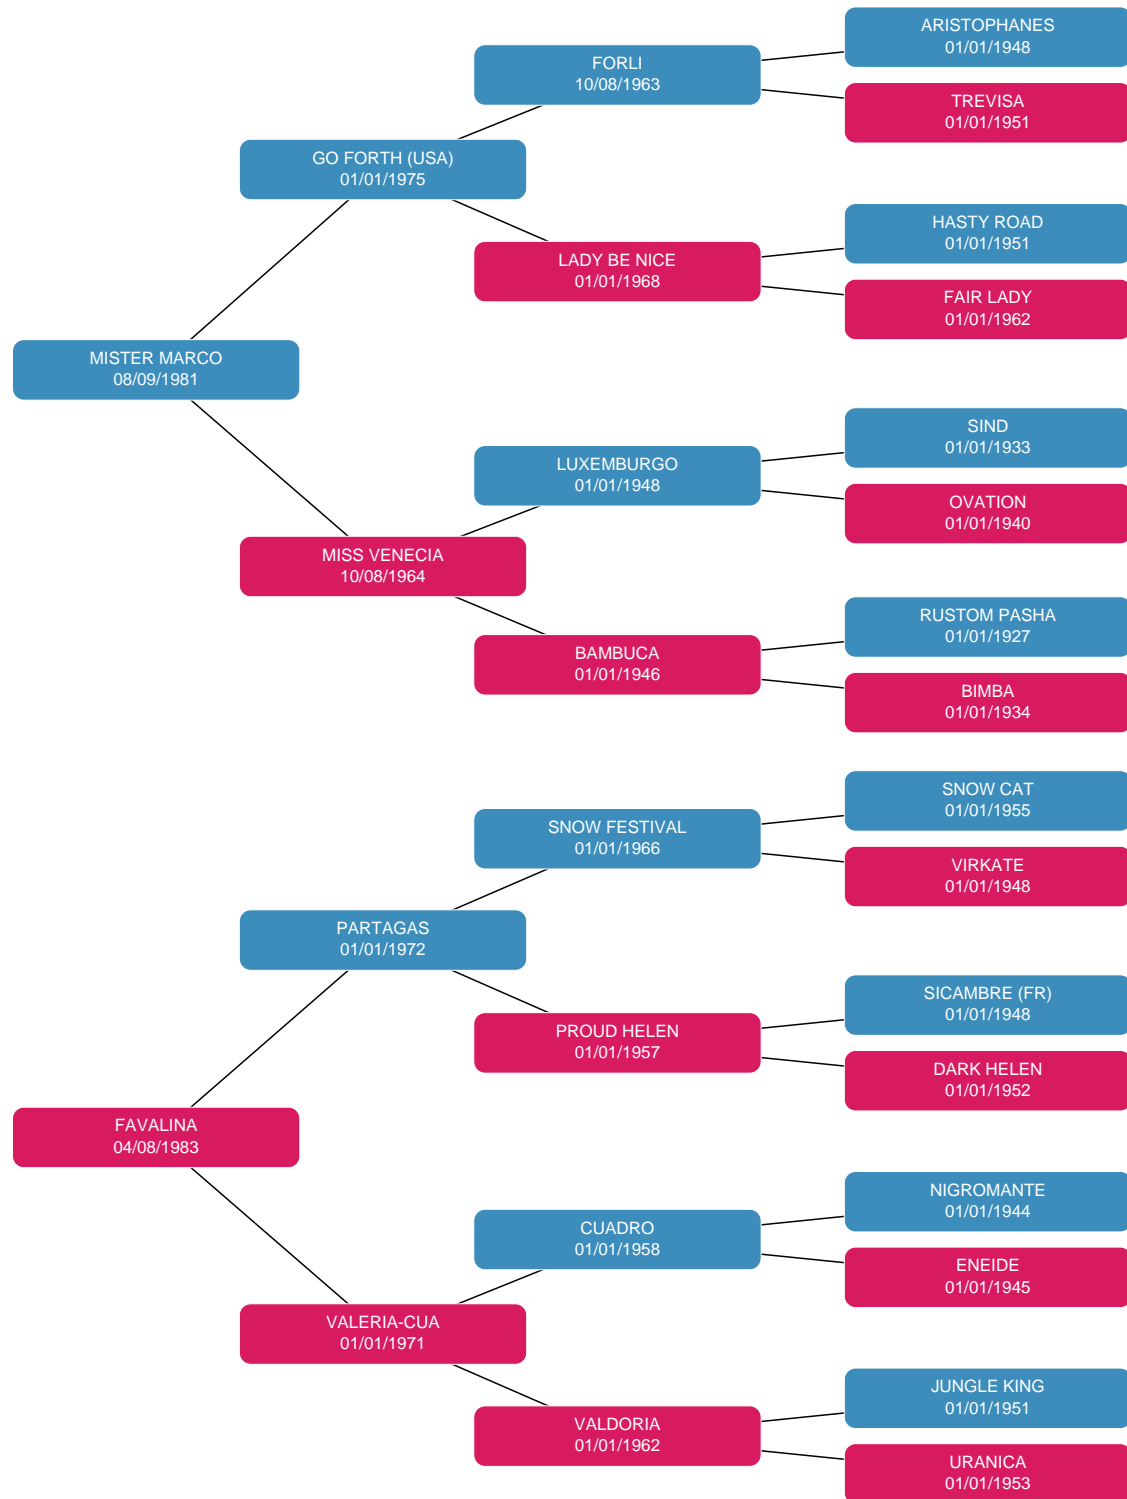 ARISTOPHANES
01/01/1948
FORLI
10/08/1963
TREVISA
01/01/1951
GO FORTH (USA)
01/01/1975
HASTY ROAD
01/01/1951
LADY BE NICE
01/01/1968
FAIR LADY
01/01/1962
MISTER MARCO
08/09/1981
SIND
01/01/1933
LUXEMBURGO
01/01/1948
OVATION
01/01/1940
MISS VENECIA
10/08/1964
RUSTOM PASHA
01/01/1927
BAMBUCA
01/01/1946
BIMBA
01/01/1934
SNOW CAT
01/01/1955
SNOW FESTIVAL
01/01/1966
VIRKATE
01/01/1948
PARTAGAS
01/01/1972
SICAMBRE (FR)
01/01/1948
PROUD HELEN
01/01/1957
DARK HELEN
01/01/1952
FAVALINA
04/08/1983
NIGROMANTE
01/01/1944
CUADRO
01/01/1958
ENEIDE
01/01/1945
VALERIA-CUA
01/01/1971
JUNGLE KING
01/01/1951
VALDORIA
01/01/1962
URANICA
01/01/1953